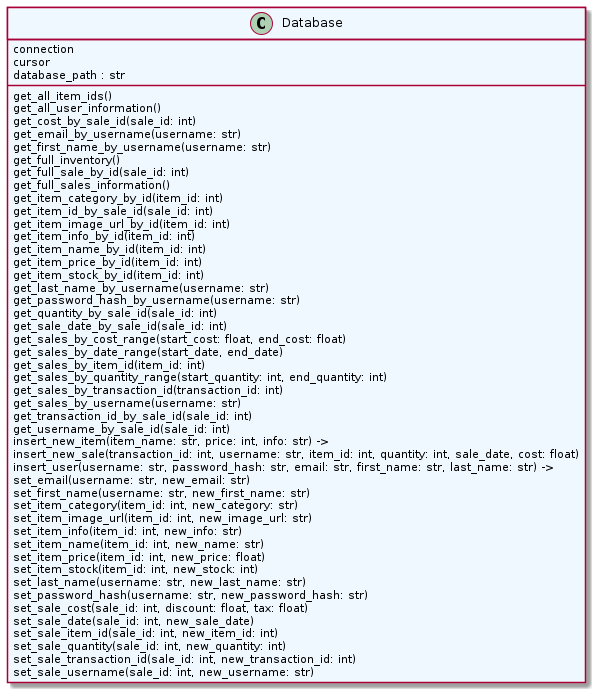 C Database
connection
cursor
database_path : str
get_all_item_ids()
get_all_user_information()
get_cost_by_sale_id(sale_id: int)
get_email_by_username(username: str)
get_first_name_by_username(username: str)
get_full_inventory()
get_full_sale_by_id(sale_id: int)
get_full_sales_information()
get_item_category_by_id(item_id: int)
get_item_id_by_sale_id(sale_id: int)
get_item_image_url_by_id(item_id: int)
get_item_info_by_id(item_id: int)
get_item_name_by_id(item_id: int)
get_item_price_by_id(item_id: int)
get_item_stock_by_id(item_id: int)
get_last_name_by_username(username: str)
get_password_hash_by_username(username: str)
get_quantity_by_sale_id(sale_id: int)
get_sale_date_by_sale_id(sale_id: int)
get_sales_by_cost_range(start_cost: float, end_cost: float)
get_sales_by_date_range(start_date, end_date)
get_sales_by_item_id(item_id: int)
get_sales_by_quantity_range(start_quantity: int, end_quantity: int)
get_sales_by_transaction_id(transaction_id: int)
get_sales_by_username(username: str)
get_transaction_id_by_sale_id(sale_id: int)
get_username_by_sale_id(sale_id: int)
insert_new_item(item_name: str, price: int, info: str) ->
insert_new_sale(transaction_id: int, username: str, item_id: int, quantity: int, sale_date, cost: float)
insert_user(username: str, password_hash: str, email: str, first_name: str, last_name: str) ->
set_email(username: str, new_email: str)
set_first_name(username: str, new_first_name: str)
set_item_category(item_id: int, new_category: str)
set_item_image_url(item_id: int, new_image_url: str)
set_item_info(item_id: int, new_info: str)
set_item_name(item_id: int, new_name: str)
set_item_price(item_id: int, new_price: float)
set_item_stock(item_id: int, new_stock: int)
set_last_name(username: str, new_last_name: str)
set_password_hash(username: str, new_password_hash: str)
set_sale_cost(sale_id: int, discount: float, tax: float)
set_sale_date(sale_id: int, new_sale_date)
set_sale_item_id(sale_id: int, new_item_id: int)
set_sale_quantity(sale_id: int, new_quantity: int)
set_sale_transaction_id(sale_id: int, new_transaction_id: int)
set_sale_username(sale_id: int, new_username: str)